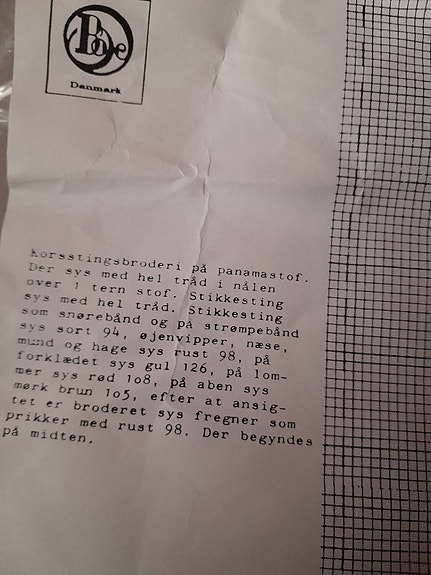 Boe
Danmark
Korsstingsbroderi på panamastof.
Der sys med hel tråd i nålen
over 1 tern stof. Stikkesting
sys med hel tråd. Stikkesting
som snørebånd og på strømpebånd
sys sort 94, øjenvipper, næse,
mund og hage sys rust 98, på
forklædet sys gul 126, på lom-
mer sys rød 1o8, på aben sys
mørk brun 1o5, efter at ansig-
tet er broderet sys fregner som
prikker med rust 98. Der begyndes
på midten.